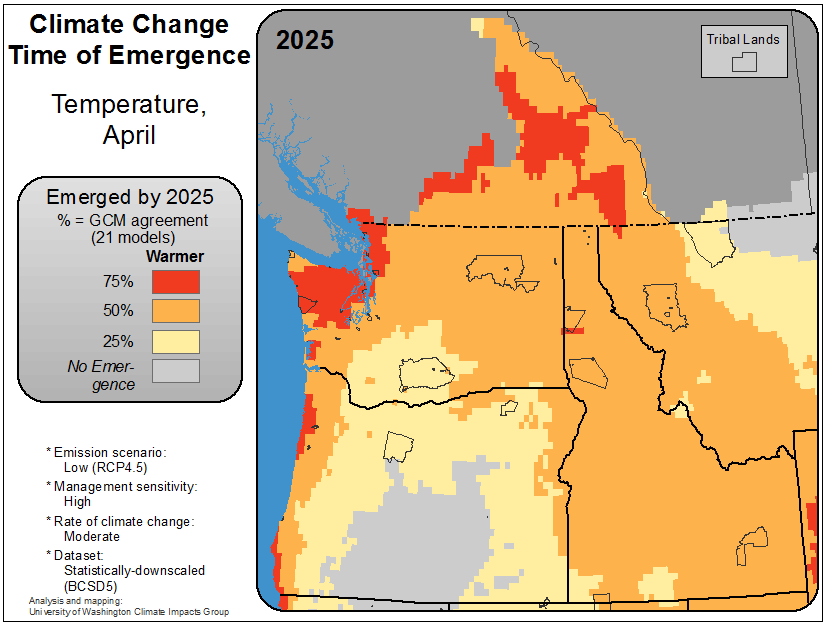 Climate Change
Time of Emergence
Temperature,
April
Emerged by 2025
% = GCM agreement
(21 models)
Warmer
75%
50%
25%
No Emer-
gence
* Emission scenario:
Low (RCP4.5)
* Management sensitivity:
High
* Rate of climate change:
Moderate
* Dataset:
Statistically-downscaled
(BCSD5)
Analysis and mapping:
University of Washington Climate Impacts Group
2025
Tribal Lands